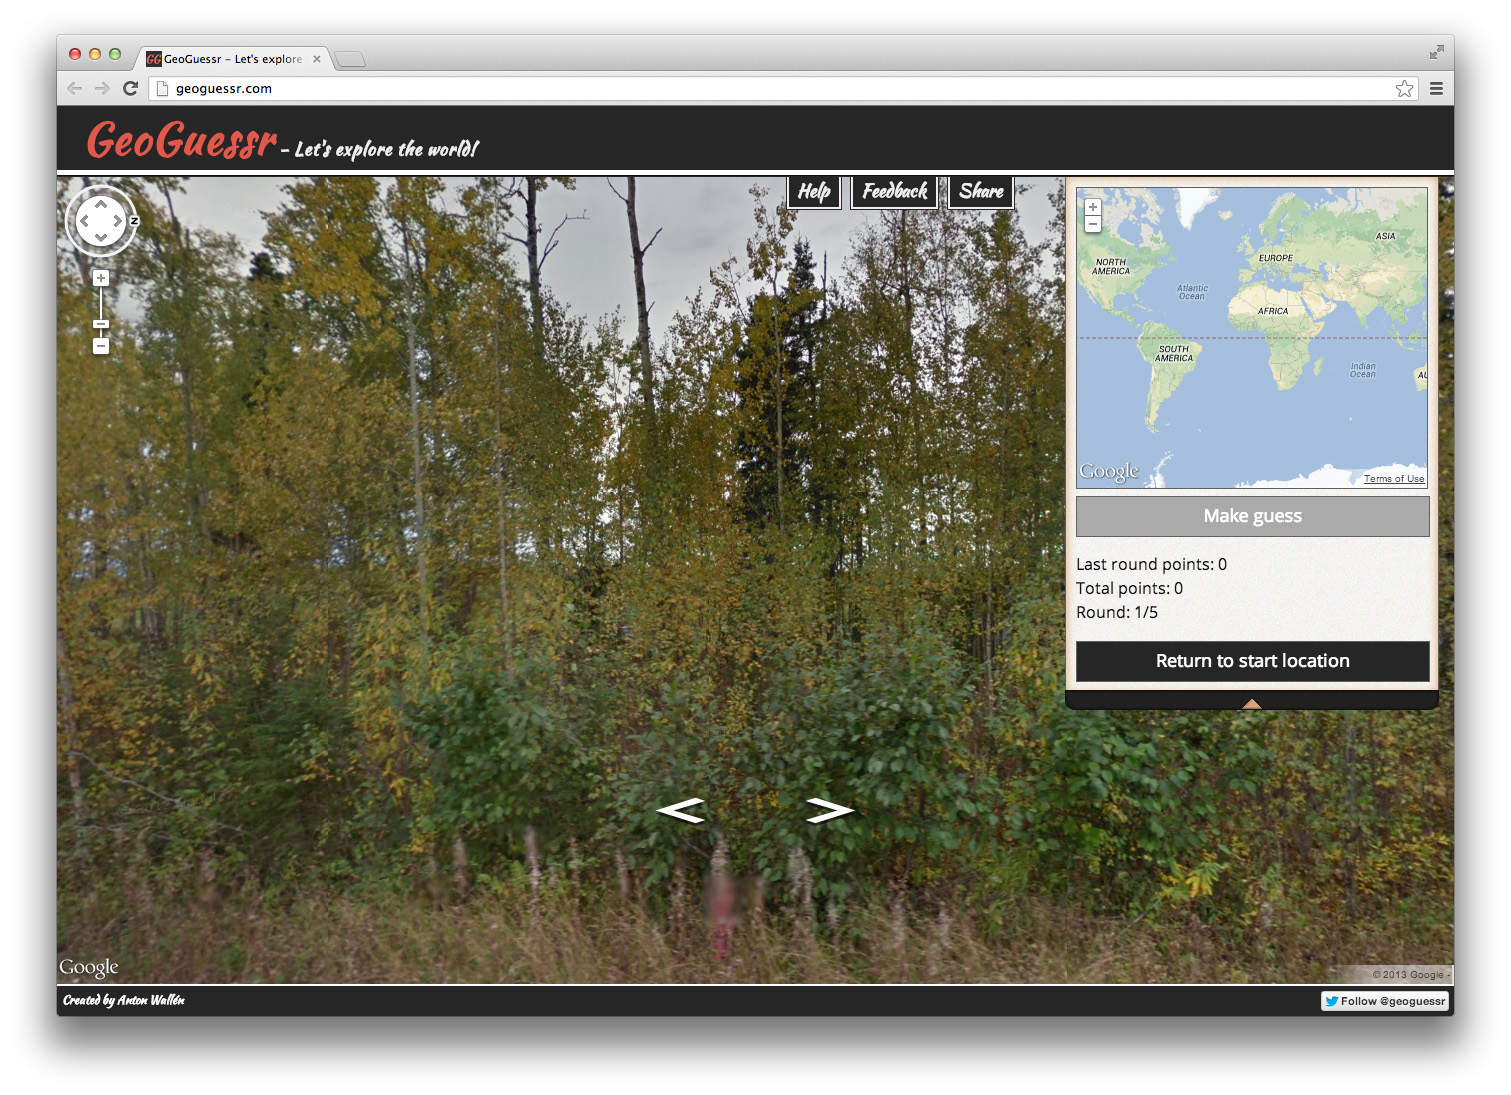 GeoGuessr – Let's explore
geoguessr.com
GeoGuessr – Let's explore the world!
Help
Feedback
Share
N
NORTH
AMERICA
EUROPE
ASIA
Atlantic
Ocean
AFRICA
SOUTH
AMERICA
Indian
Ocean
AU
Google
Terms of Use
Make guess
Last round points: 0
Total points: 0
Round: 1/5
Return to start location
Google
© 2013 Google -
Created by Anton Wallén
Follow @geoguessr